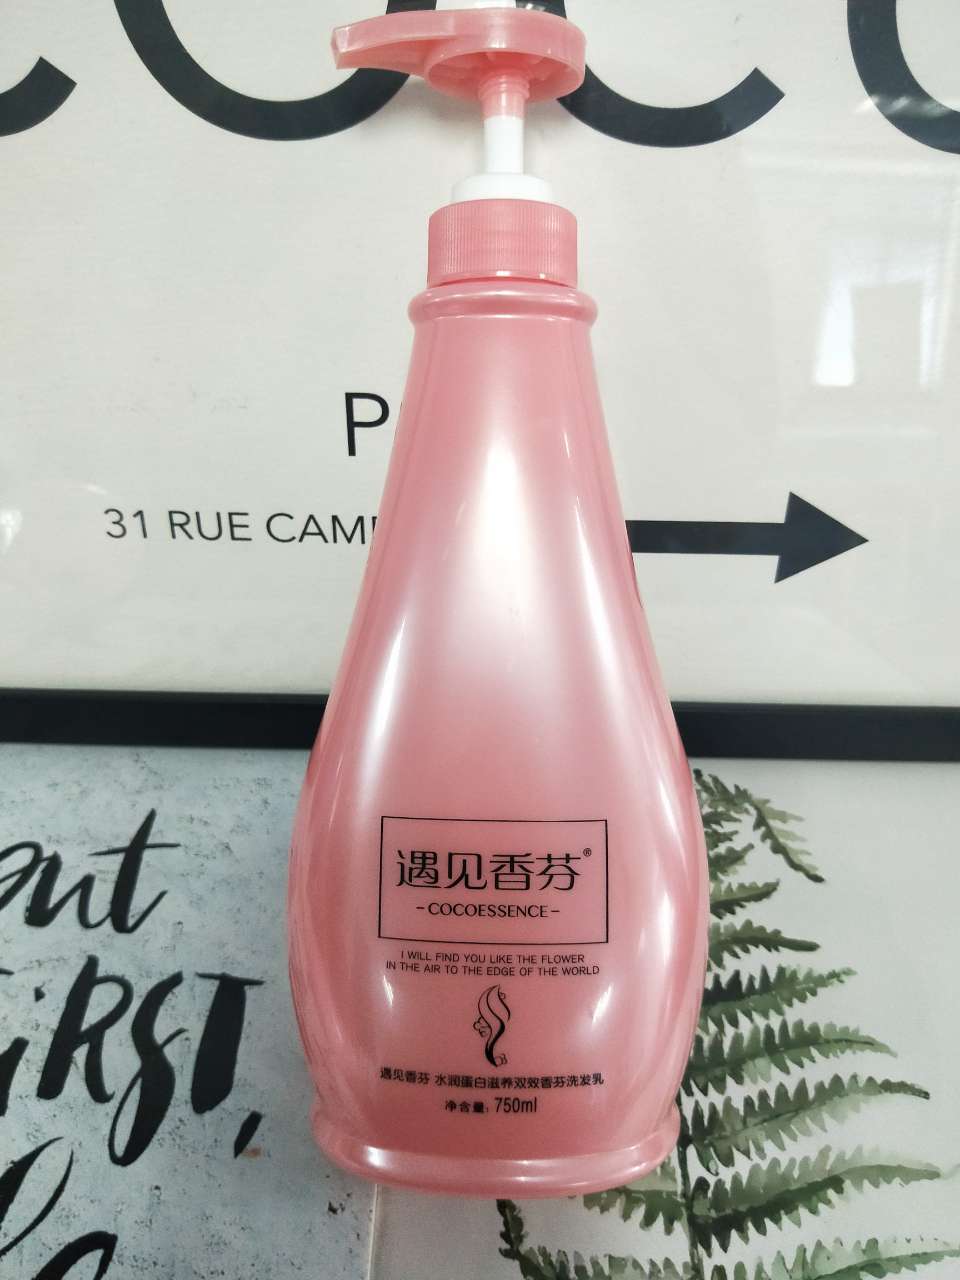 31 RUE
遇见香芬®
-COCOESSENCE-
I WILL FIND YOU LIKE THE FLOWER
IN THE AIR TO THE EDGE OF THE WORLD
遇见香芬 水润蛋白滋养双效香芬洗发乳
净含量: 750ml